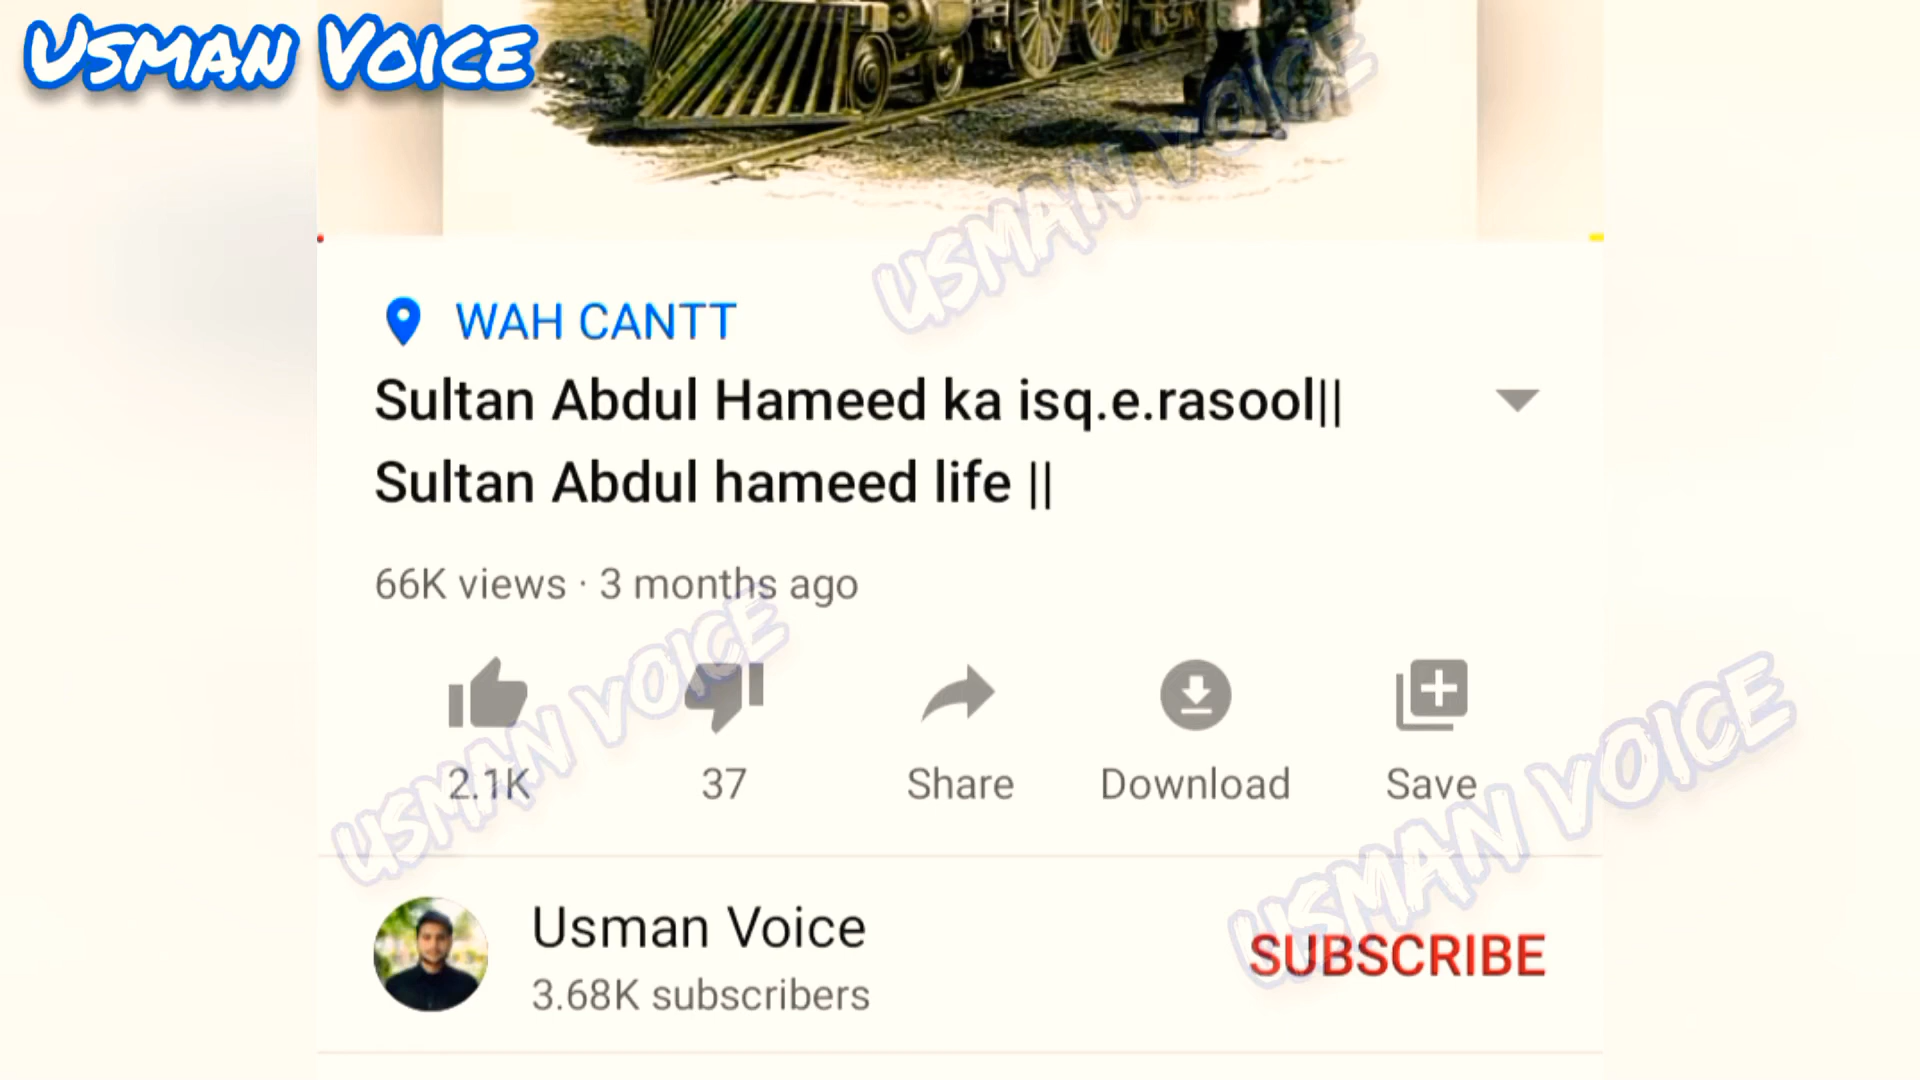 USMAN VOICE
USMAN VOICE
WAH CANTT
Sultan Abdul Hameed ka isq.e.rasool||
Sultan Abdul hameed life ||
66K views · 3 months ago
USMAN VOICE
2.1K 37 Share Download Save
USMAN VOICE
Usman Voice
3.68K subscribers
SUBSCRIBE